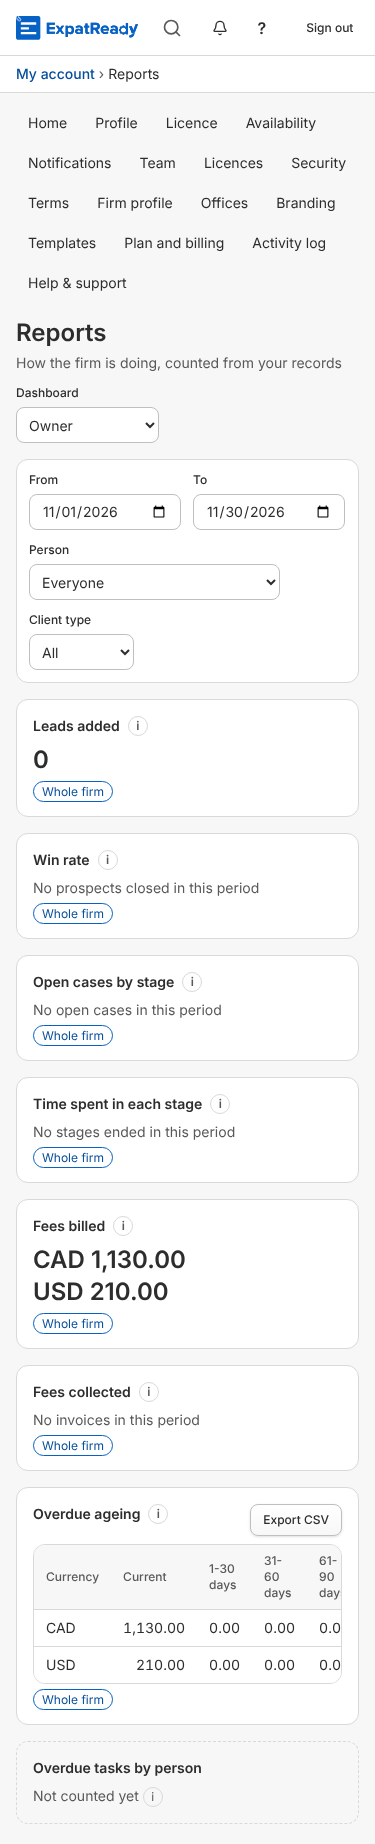 ExpatReady ? Sign out
My account › Reports
Home Profile Licence Availability
Notifications Team Licences Security
Terms Firm profile Offices Branding
Templates Plan and billing Activity log
Help & support
Reports
How the firm is doing, counted from your records
Dashboard
Owner
From To
11/01/2026 11/30/2026
Person
Everyone
Client type
All
Leads added i
0
Whole firm
Win rate i
No prospects closed in this period
Whole firm
Open cases by stage i
No open cases in this period
Whole firm
Time spent in each stage i
No stages ended in this period
Whole firm
Fees billed i
CAD 1,130.00
USD 210.00
Whole firm
Fees collected i
No invoices in this period
Whole firm
Overdue ageing i Export CSV
Currency Current 1-30 days 31-60 days 61-90
CAD 1,130.00 0.00 0.00
USD 210.00 0.00 0.00
Whole firm
Overdue tasks by person
Not counted yet i